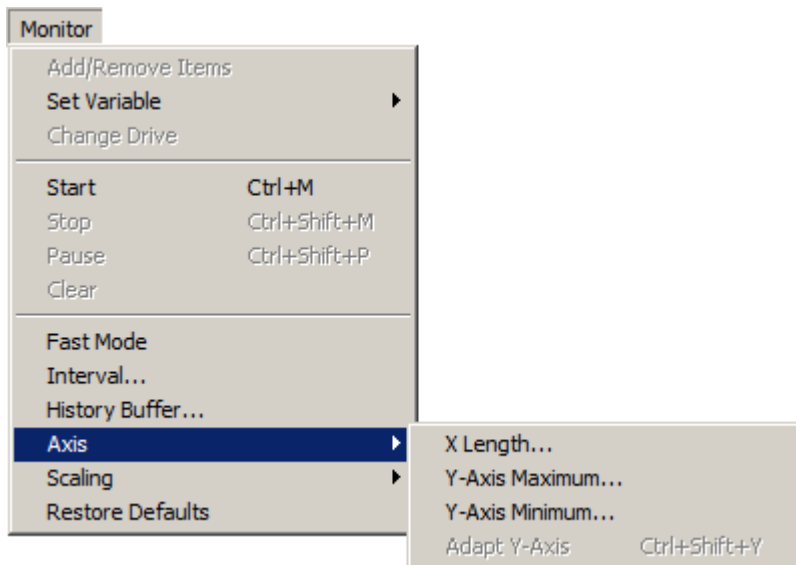 Monitor
Add/Remove Items
Set Variable
Change Drive
Start Ctrl+M
Stop Ctrl+Shift+M
Pause Ctrl+Shift+P
Clear
Fast Mode
Interval...
History Buffer...
Axis
Scaling
Restore Defaults
X Length...
Y-Axis Maximum...
Y-Axis Minimum...
Adapt Y-Axis Ctrl+Shift+Y